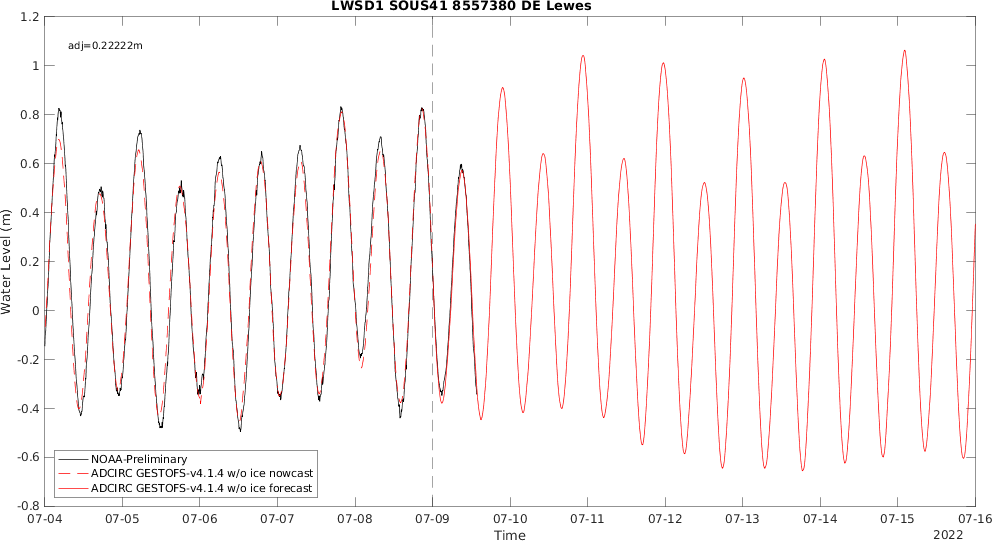 LWSD1 SOUS41 8557380 DE Lewes
adj=0.22222m
1.2
1
0.8
0.6
0.4
0.2
0
-0.2
-0.4
-0.6
-0.8
Water Level (m)
NOAA-Preliminary
ADCIRC GESTOFS-v4.1.4 w/o ice nowcast
ADCIRC GESTOFS-v4.1.4 w/o ice forecast
07-04 07-05 07-06 07-07 07-08 07-09 07-10 07-11 07-12 07-13 07-14 07-15 07-16
Time
2022